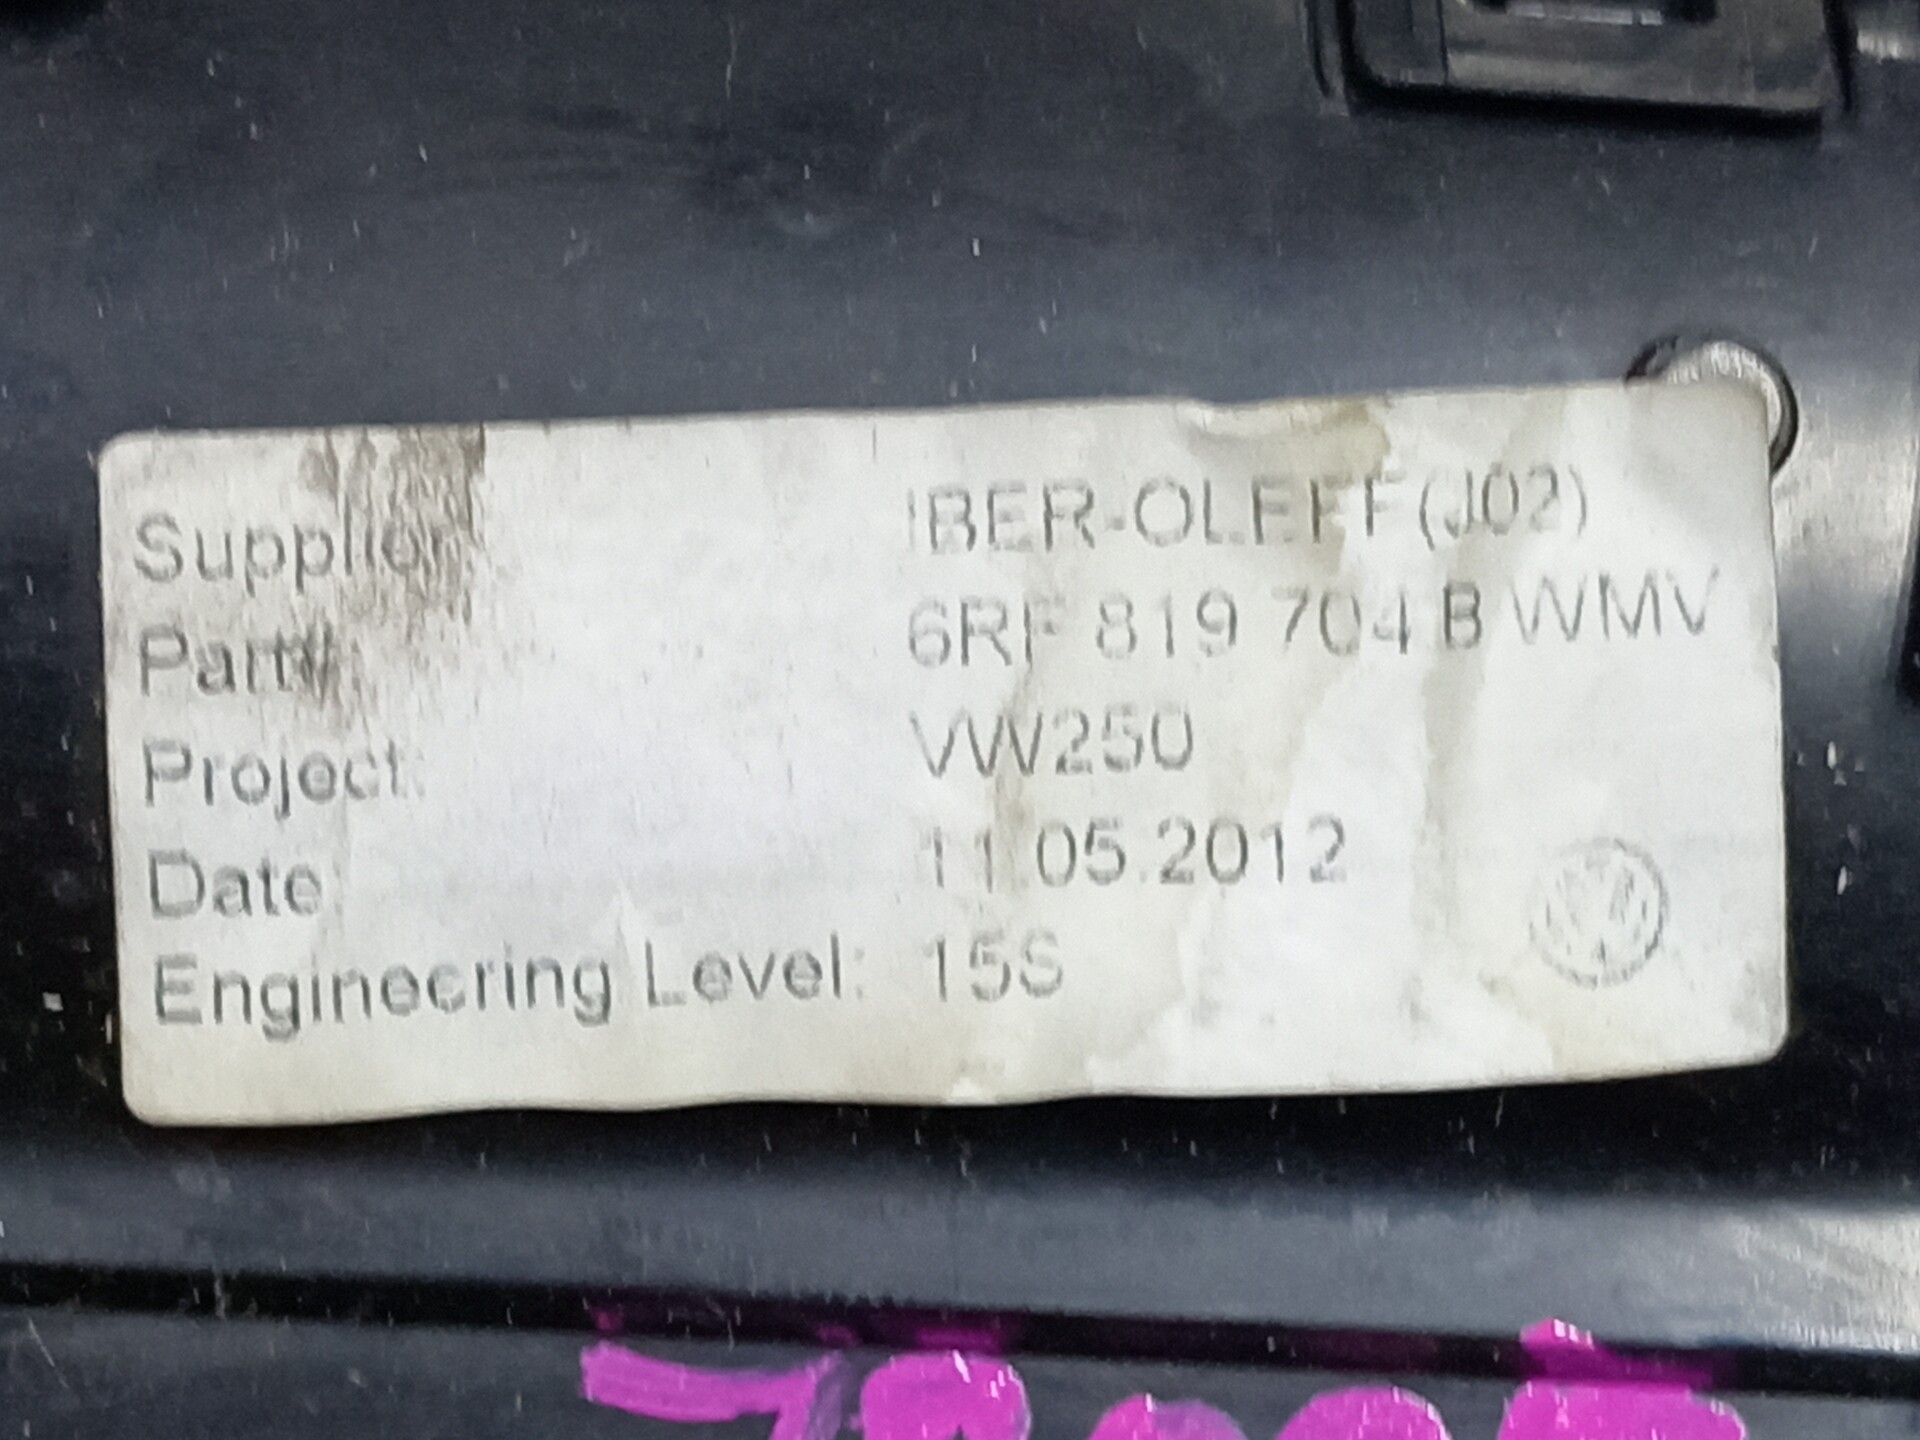 Supplier: IBER-OLEFF(J02)
Part#: 6RF 819 704 B WMV
Project: VW250
Date: 11.05.2012
Engineering Level: 15S